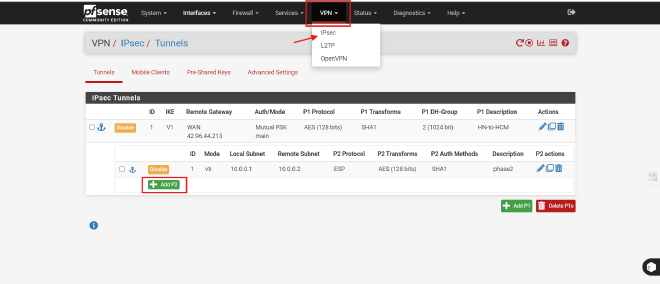 pfsense
COMMUNITY EDITION
System Interfaces Firewall Services VPN Status Diagnostics Help
IPsec
L2TP
OpenVPN
VPN / IPsec / Tunnels
Tunnels Mobile Clients Pre-Shared Keys Advanced Settings
IPsec Tunnels
ID IKE Remote Gateway Auth/Mode P1 Protocol P1 Transforms P1 DH-Group P1 Description Actions
Disable 1 V1 WAN Mutual PSK AES (128 bits) SHA1 2 (1024 bit) HN-to-HCM
42.96.44.213 main
ID Mode Local Subnet Remote Subnet P2 Protocol P2 Transforms P2 Auth Methods Description P2 actions
Disable 1 vti 10.0.0.1 10.0.0.2 ESP AES (128 bits) SHA1 phase2
Add P2
Add P1 Delete P1s